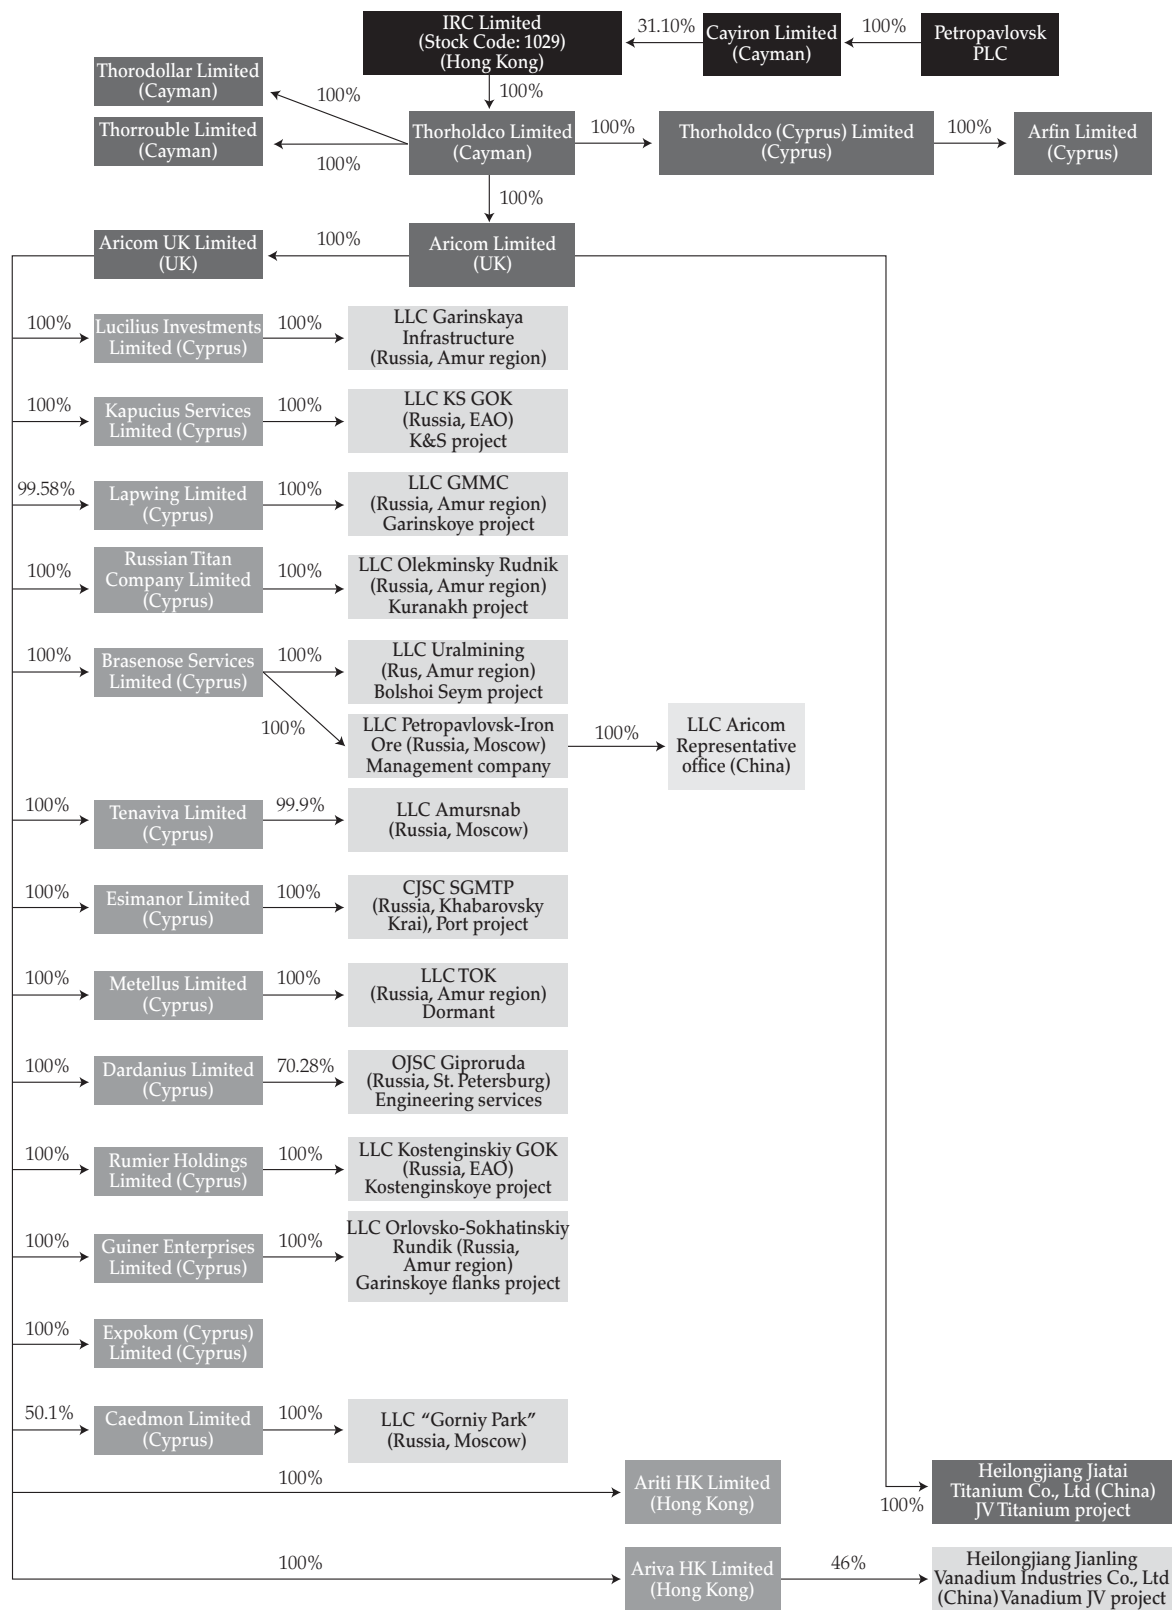 IRC Limited
(Stock Code: 1029)
(Hong Kong)
31.10%
Cayiron Limited
(Cayman)
100%
Petropavlovsk
PLC
Thorodollar Limited
(Cayman)
100%
100%
Thorrouble Limited
(Cayman)
100%
Thorholdco Limited
(Cayman)
100%
Thorholdco (Cyprus) Limited
(Cyprus)
100%
Arfin Limited
(Cyprus)
100%
Aricom UK Limited
(UK)
100%
Aricom Limited
(UK)
100%
Lucilius Investments
Limited (Cyprus)
100%
LLC Garinskaya
Infrastructure
(Russia, Amur region)
100%
Kapucius Services
Limited (Cyprus)
100%
LLC KS GOK
(Russia, EAO)
K&S project
99.58%
Lapwing Limited
(Cyprus)
100%
LLC GMMC
(Russia, Amur region)
Garinskoye project
100%
Russian Titan
Company Limited
(Cyprus)
100%
LLC Olekminsky Rudnik
(Russia, Amur region)
Kuranakh project
100%
Brasenose Services
Limited (Cyprus)
100%
LLC Uralmining
(Rus, Amur region)
Bolshoi Seym project
100%
LLC Petropavlovsk-Iron
Ore (Russia, Moscow)
Management company
100%
LLC Aricom
Representative
office (China)
100%
Tenaviva Limited
(Cyprus)
99.9%
LLC Amursnab
(Russia, Moscow)
100%
Esimanor Limited
(Cyprus)
100%
CJSC SGMTP
(Russia, Khabarovsky
Krai), Port project
100%
Metellus Limited
(Cyprus)
100%
LLC TOK
(Russia, Amur region)
Dormant
100%
Dardanius Limited
(Cyprus)
70.28%
OJSC Giproruda
(Russia, St. Petersburg)
Engineering services
100%
Rumier Holdings
Limited (Cyprus)
100%
LLC Kostenginskiy GOK
(Russia, EAO)
Kostenginskoye project
100%
Guiner Enterprises
Limited (Cyprus)
100%
LLC Orlovsko-Sokhatinskiy
Rundik (Russia,
Amur region)
Garinskoye flanks project
100%
Expokom (Cyprus)
Limited (Cyprus)
50.1%
Caedmon Limited
(Cyprus)
100%
LLC “Gorniy Park”
(Russia, Moscow)
100%
Ariti HK Limited
(Hong Kong)
100%
Heilongjiang Jiatai
Titanium Co., Ltd (China)
JV Titanium project
100%
Ariva HK Limited
(Hong Kong)
46%
Heilongjiang Jianling
Vanadium Industries Co., Ltd
(China) Vanadium JV project